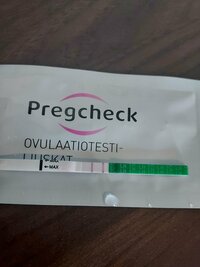 Pregcheck
OVULAATIOTESTI-
LIUSKAT
←MAX